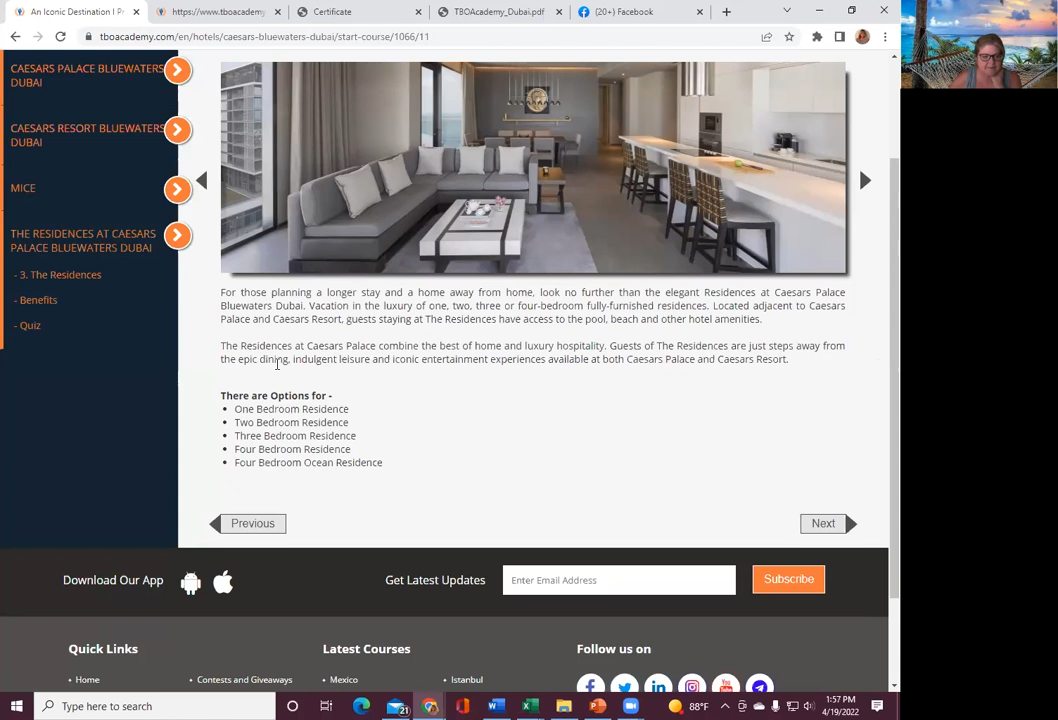 An Iconic Destination I P
https://www.tboacademy
Certificate
TBOAcademy_Dubai.pdf
(20+) Facebook
tboacademy.com/en/hotels/caesars-bluewaters-dubai/start-course/1066/11
CAESARS PALACE BLUEWATERS
DUBAI
CAESARS RESORT BLUEWATERS
DUBAI
MICE
THE RESIDENCES AT CAESARS
PALACE BLUEWATERS DUBAI
- 3. The Residences
- Benefits
- Quiz
For those planning a longer stay and a home away from home, look no further than the elegant Residences at Caesars Palace
Bluewaters Dubai. Vacation in the luxury of one, two, three or four-bedroom fully-furnished residences. Located adjacent to Caesars
Palace and Caesars Resort, guests staying at The Residences have access to the pool, beach and other hotel amenities.
The Residences at Caesars Palace combine the best of home and luxury hospitality. Guests of The Residences are just steps away from
the epic dining, indulgent leisure and iconic entertainment experiences available at both Caesars Palace and Caesars Resort.
There are Options for -
• One Bedroom Residence
• Two Bedroom Residence
• Three Bedroom Residence
• Four Bedroom Residence
• Four Bedroom Ocean Residence
Previous
Next
Download Our App
Get Latest Updates
Enter Email Address
Subscribe
Quick Links
Latest Courses
Follow us on
Home
Contests and Giveaways
Mexico
Istanbul
Type here to search
21
88°F
1:57 PM
4/19/2022